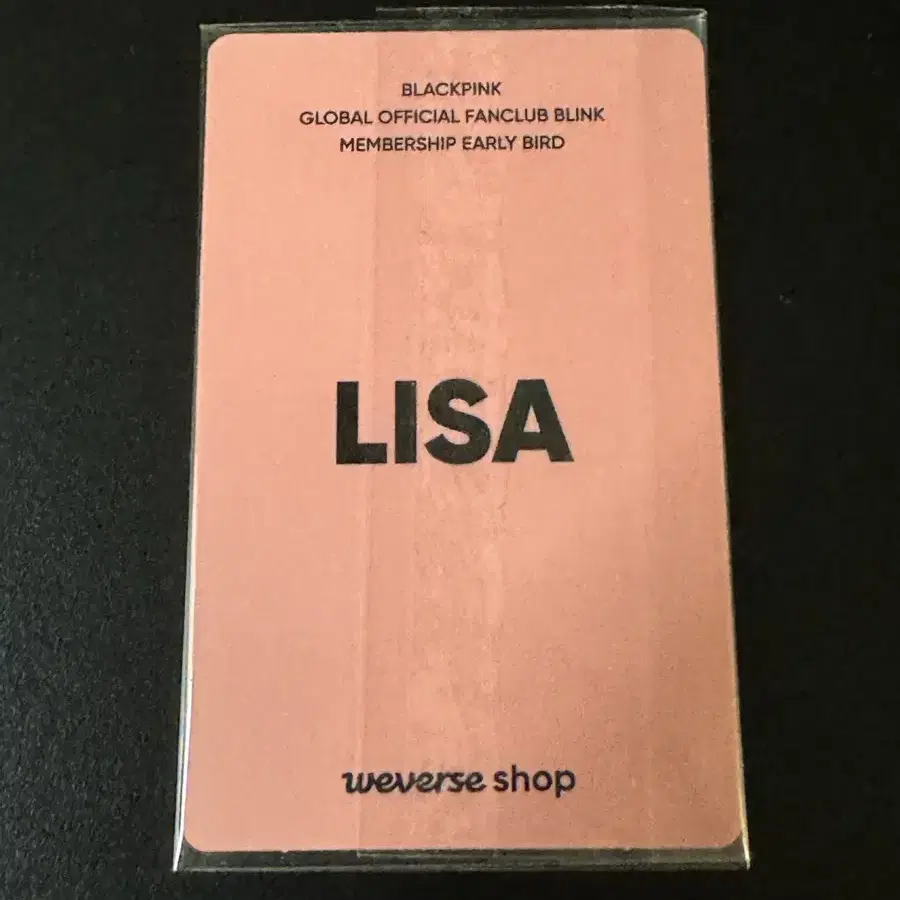 BLACKPINK
GLOBAL OFFICIAL FANCLUB BLINK
MEMBERSHIP EARLY BIRD
LISA
weverse shop